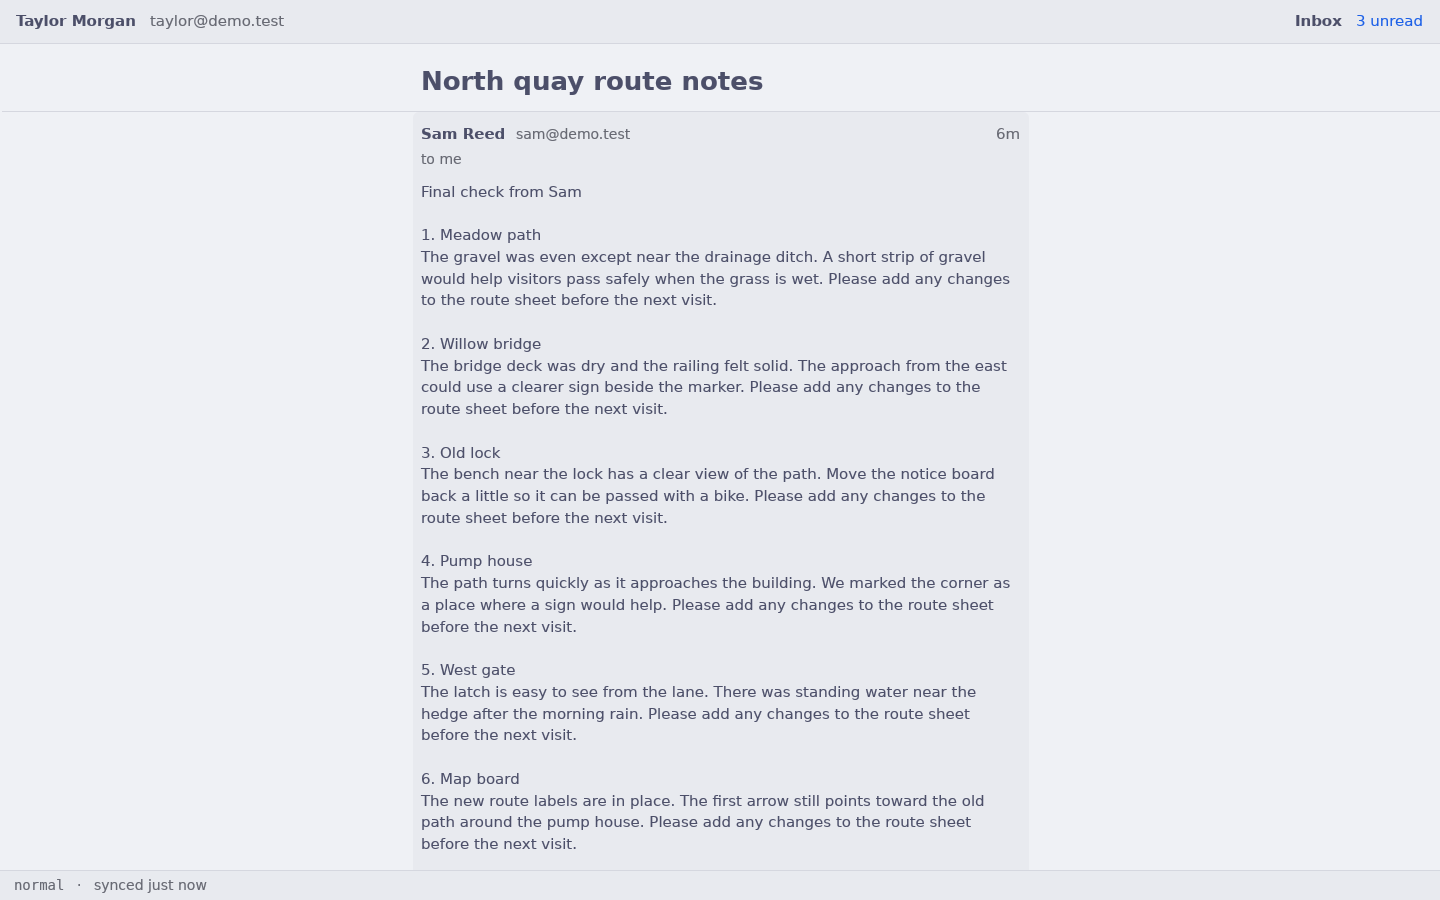 Taylor Morgan taylor@demo.test Inbox 3 unread
North quay route notes
Sam Reed sam@demo.test 6m
to me
Final check from Sam
1. Meadow path
The gravel was even except near the drainage ditch. A short strip of gravel
would help visitors pass safely when the grass is wet. Please add any changes
to the route sheet before the next visit.
2. Willow bridge
The bridge deck was dry and the railing felt solid. The approach from the east
could use a clearer sign beside the marker. Please add any changes to the
route sheet before the next visit.
3. Old lock
The bench near the lock has a clear view of the path. Move the notice board
back a little so it can be passed with a bike. Please add any changes to the
route sheet before the next visit.
4. Pump house
The path turns quickly as it approaches the building. We marked the corner as
a place where a sign would help. Please add any changes to the route sheet
before the next visit.
5. West gate
The latch is easy to see from the lane. There was standing water near the
hedge after the morning rain. Please add any changes to the route sheet
before the next visit.
6. Map board
The new route labels are in place. The first arrow still points toward the old
path around the pump house. Please add any changes to the route sheet
before the next visit.
normal · synced just now